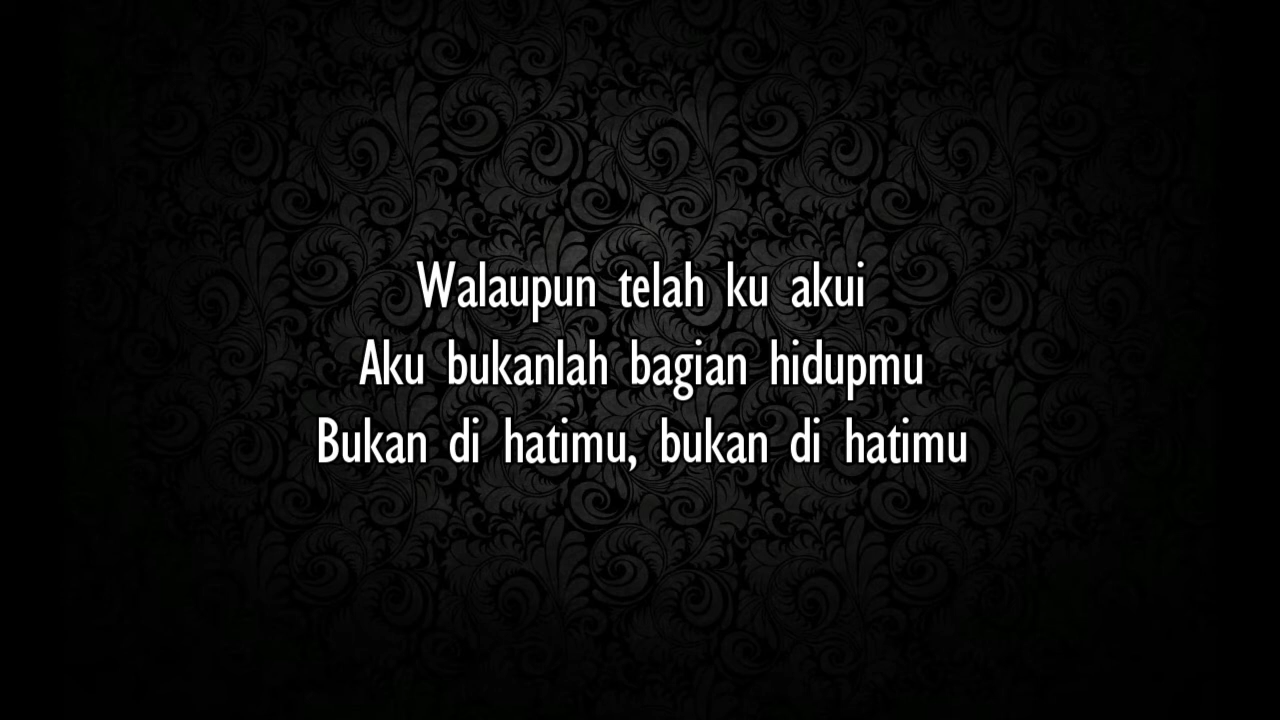 Walaupun telah ku akui
Aku bukanlah bagian hidupmu
Bukan di hatimu, bukan di hatimu